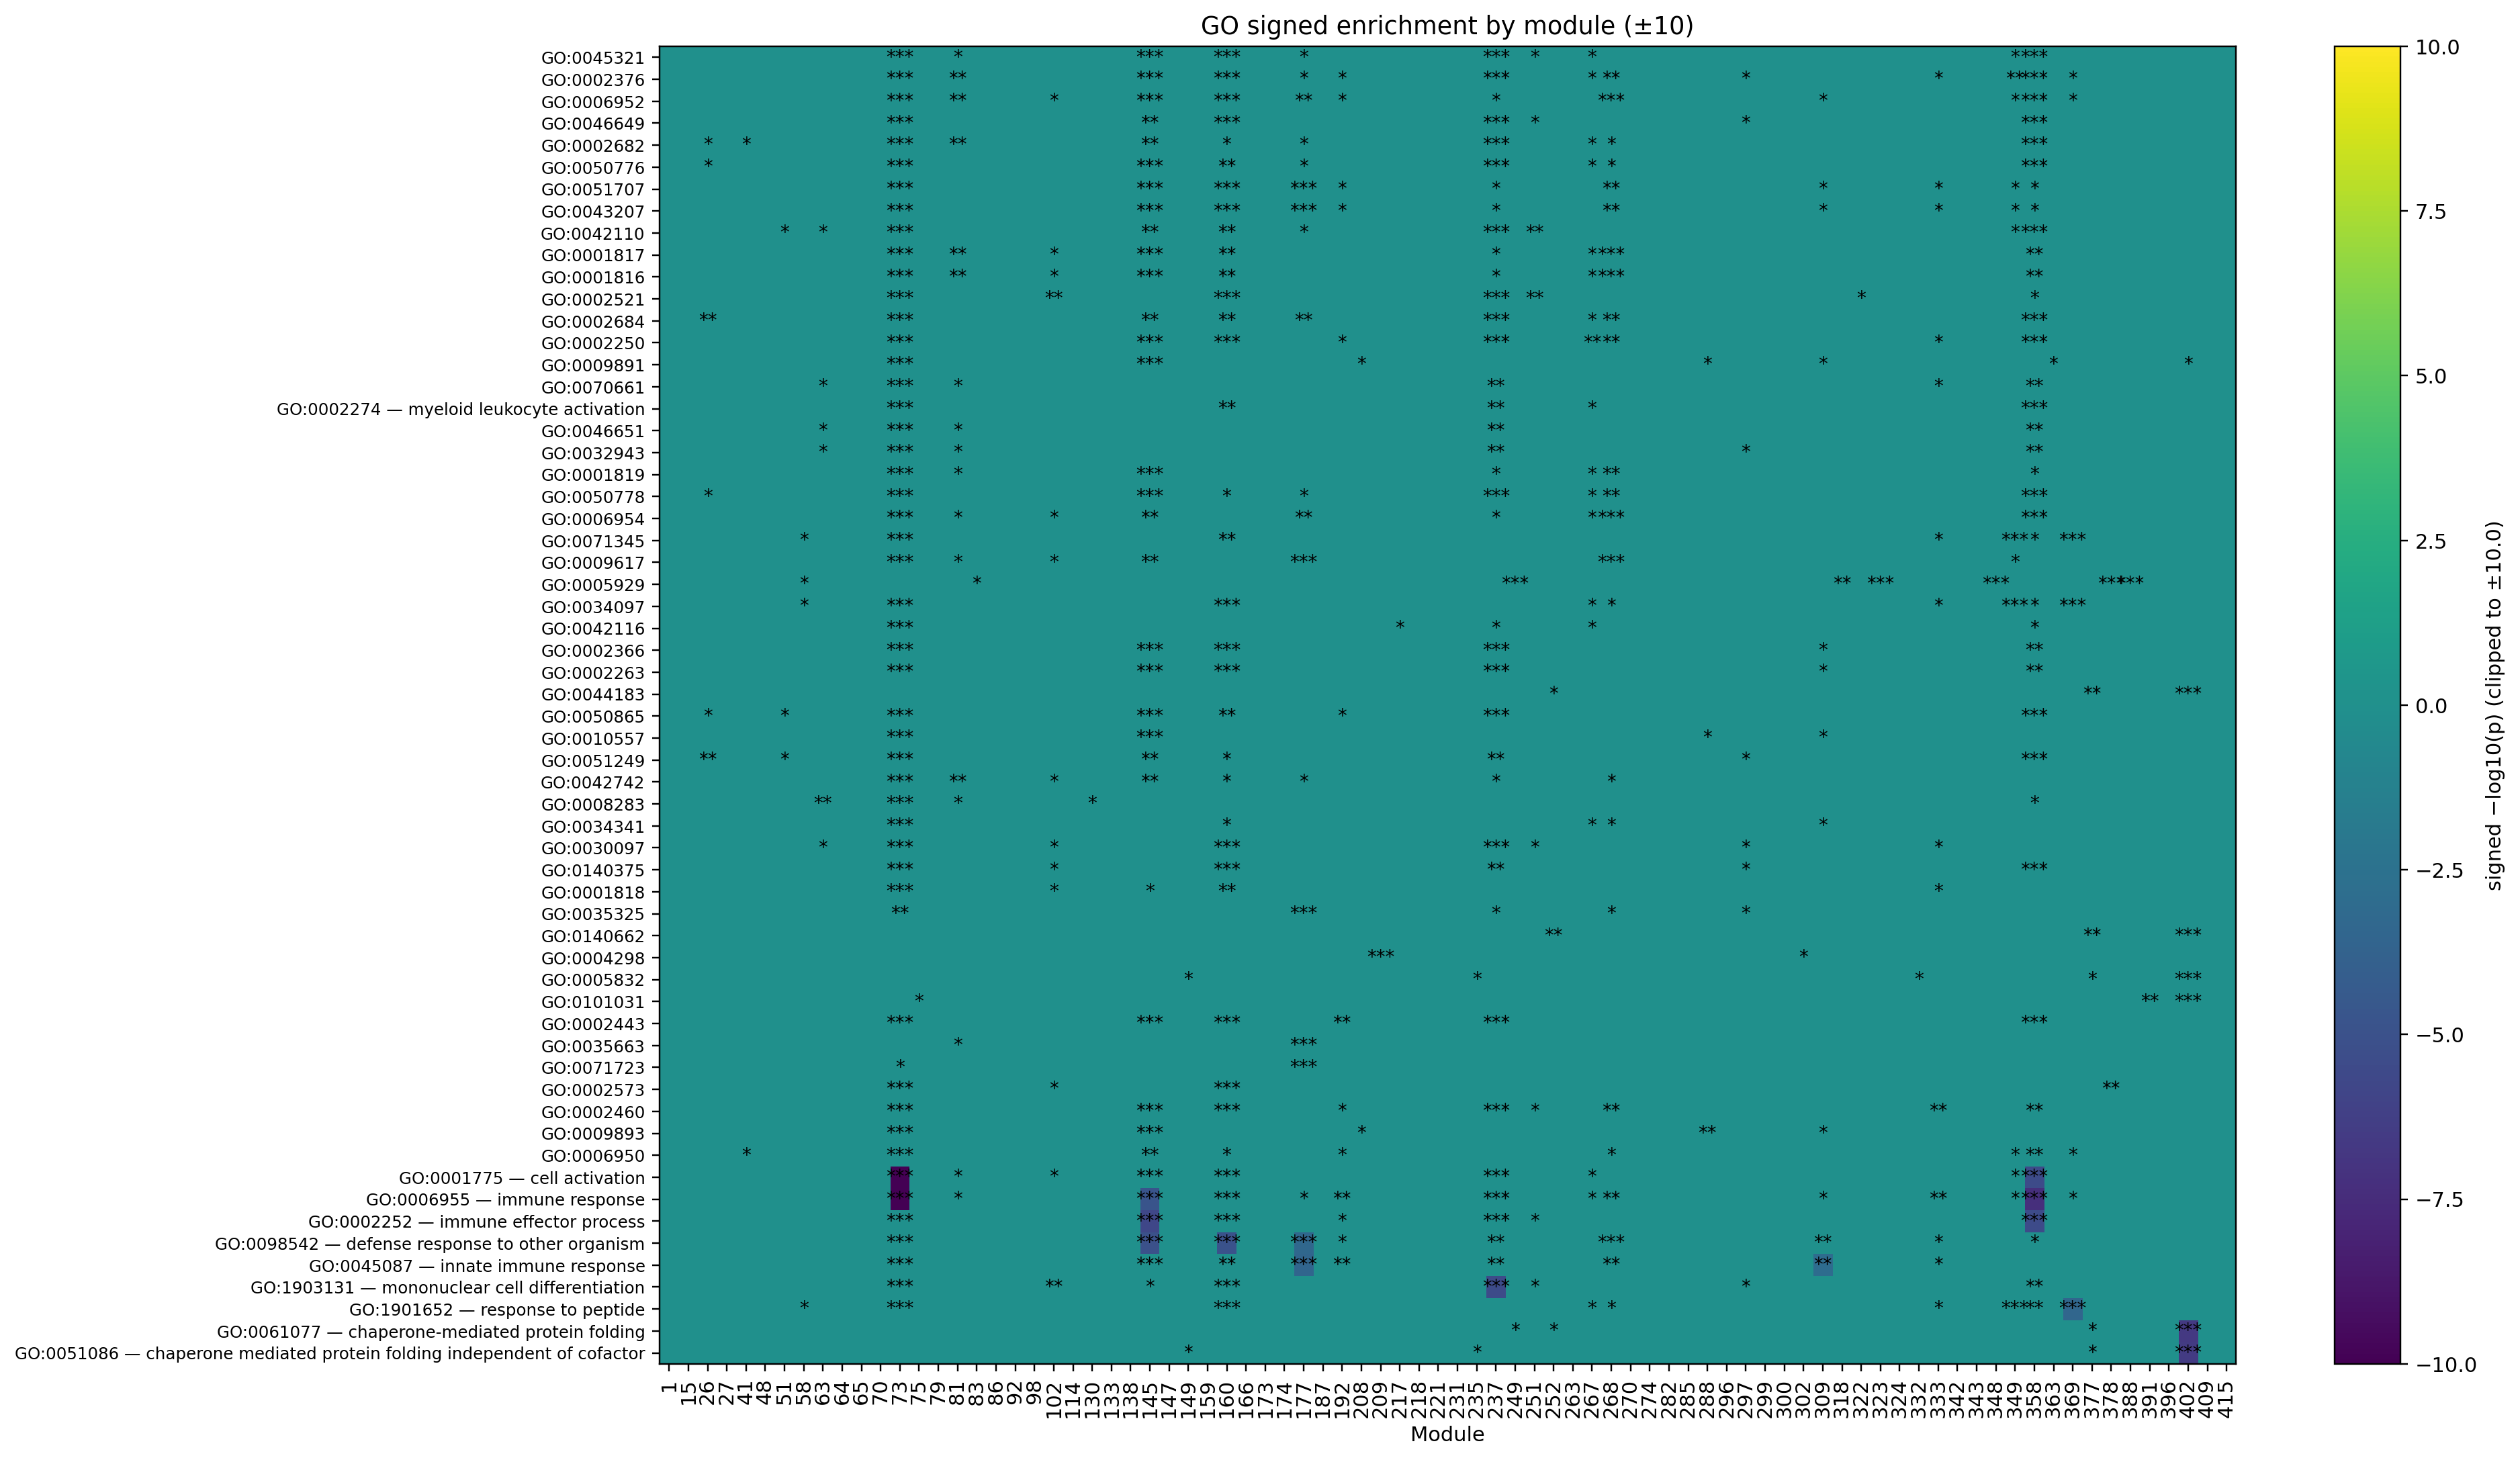 GO signed enrichment by module (±10)
GO:0045321
GO:0002376
GO:0006952
GO:0046649
GO:0002682
GO:0050776
GO:0051707
GO:0043207
GO:0042110
GO:0001817
GO:0001816
GO:0002521
GO:0002684
GO:0002250
GO:0009891
GO:0070661
GO:0002274 — myeloid leukocyte activation
GO:0046651
GO:0032943
GO:0001819
GO:0050778
GO:0006954
GO:0071345
GO:0009617
GO:0005929
GO:0034097
GO:0042116
GO:0002366
GO:0002263
GO:0044183
GO:0050865
GO:0010557
GO:0051249
GO:0042742
GO:0008283
GO:0034341
GO:0030097
GO:0140375
GO:0001818
GO:0035325
GO:0140662
GO:0004298
GO:0005832
GO:0101031
GO:0002443
GO:0035663
GO:0071723
GO:0002573
GO:0002460
GO:0009893
GO:0006950
GO:0001775 — cell activation
GO:0006955 — immune response
GO:0002252 — immune effector process
GO:0098542 — defense response to other organism
GO:0045087 — innate immune response
GO:1903131 — mononuclear cell differentiation
GO:1901652 — response to peptide
GO:0061077 — chaperone-mediated protein folding
GO:0051086 — chaperone mediated protein folding independent of cofactor
1 15 26 27 41 48 51 58 63 64 65 70 73 75 79 81 83 86 92 98 102 114 130 133 138 145 147 149 159 160 166 173 174 177 187 192 208 209 217 218 221 231 235 237 249 251 252 263 267 268 270 274 282 285 288 296 297 299 300 302 309 318 322 323 324 332 333 342 343 348 349 358 363 369 377 378 388 391 396 402 409 415
Module
10.0
7.5
5.0
2.5
0.0
−2.5
−5.0
−7.5
−10.0
signed −log10(p) (clipped to ±10.0)